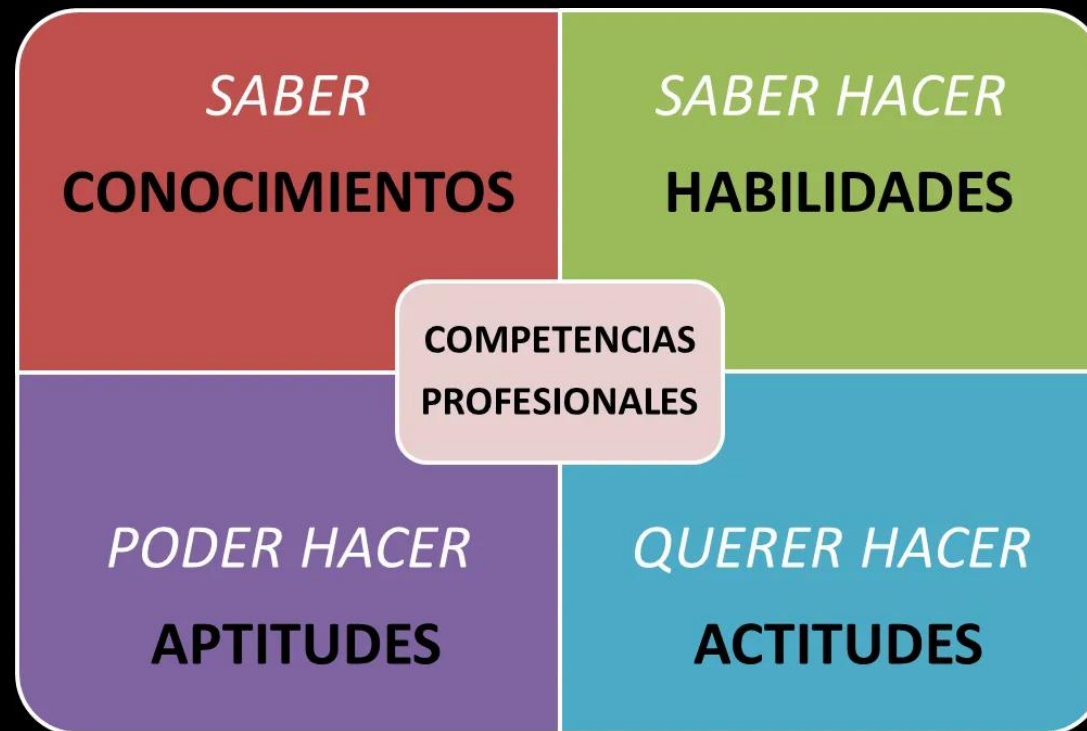 SABER
CONOCIMIENTOS
SABER HACER
HABILIDADES
COMPETENCIAS
PROFESIONALES
PODER HACER
APTITUDES
QUERER HACER
ACTITUDES